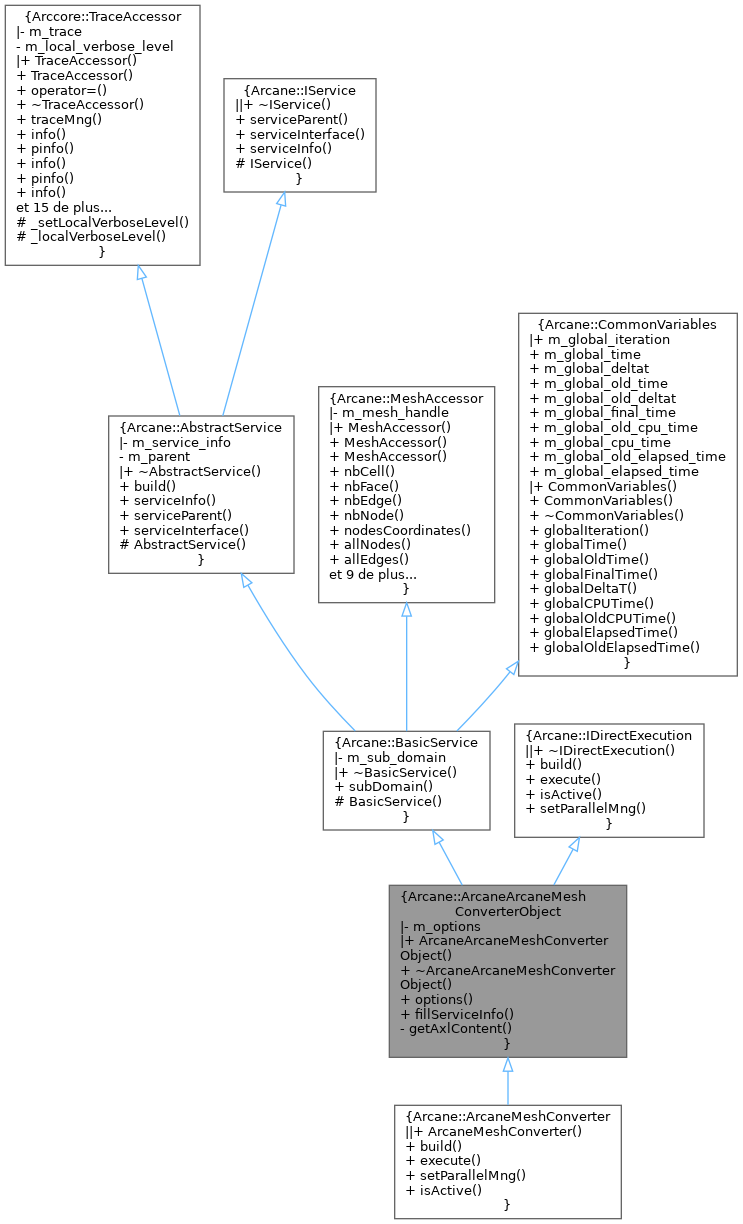 {Arccore::TraceAccessor
|- m_trace
- m_local_verbose_level
|+ TraceAccessor()
+ TraceAccessor()
+ operator=()
+ ~TraceAccessor()
+ traceMng()
+ info()
+ pinfo()
+ info()
+ pinfo()
+ info()
et 15 de plus...
# _setLocalVerboseLevel()
# _localVerboseLevel()
}
{Arcane::IService
||+ ~IService()
+ serviceParent()
+ serviceInterface()
+ serviceInfo()
# IService()
}
{Arcane::CommonVariables
|+ m_global_iteration
+ m_global_time
+ m_global_deltat
+ m_global_old_time
+ m_global_old_deltat
+ m_global_final_time
+ m_global_old_cpu_time
+ m_global_cpu_time
+ m_global_old_elapsed_time
+ m_global_elapsed_time
|+ CommonVariables()
+ CommonVariables()
+ ~CommonVariables()
+ globalIteration()
+ globalTime()
+ globalOldTime()
+ globalFinalTime()
+ globalDeltaT()
+ globalCPUTime()
+ globalOldCPUTime()
+ globalElapsedTime()
+ globalOldElapsedTime()
}
{Arcane::MeshAccessor
|- m_mesh_handle
|+ MeshAccessor()
+ MeshAccessor()
+ MeshAccessor()
+ nbCell()
+ nbFace()
+ nbEdge()
+ nbNode()
+ nodesCoordinates()
+ allNodes()
+ allEdges()
et 9 de plus...
}
{Arcane::AbstractService
|- m_service_info
- m_parent
|+ ~AbstractService()
+ build()
+ serviceInfo()
+ serviceParent()
+ serviceInterface()
# AbstractService()
}
{Arcane::BasicService
|- m_sub_domain
|+ ~BasicService()
+ subDomain()
# BasicService()
}
{Arcane::IDirectExecution
||+ ~IDirectExecution()
+ build()
+ execute()
+ isActive()
+ setParallelMng()
}
{Arcane::ArcaneArcaneMesh
ConverterObject
|- m_options
|+ ArcaneArcaneMeshConverter
Object()
+ ~ArcaneArcaneMeshConverter
Object()
+ options()
+ fillServiceInfo()
- getAxlContent()
}
{Arcane::ArcaneMeshConverter
||+ ArcaneMeshConverter()
+ build()
+ execute()
+ setParallelMng()
+ isActive()
}